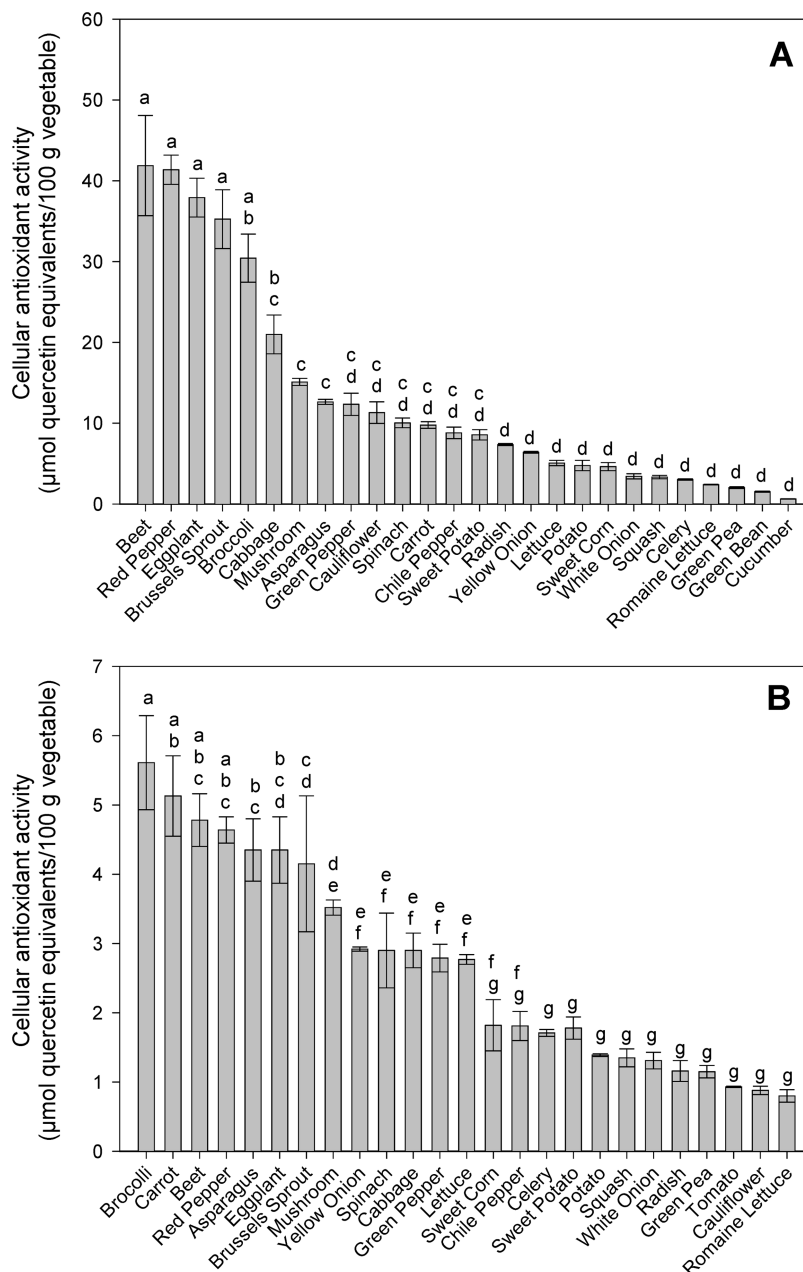 A
Cellular antioxidant activity
(µmol quercetin equivalents/100 g vegetable)
60
50
40
30
20
10
0
a
a
a
a
a
b
b
c
c
c
c
d
c
d
c
d
c
d
c
d
c
d
d
d
d
d
d
d
d
d
d
d
d
d
Beet
Red Pepper
Eggplant
Brussels Sprout
Broccoli
Cabbage
Mushroom
Asparagus
Green Pepper
Cauliflower
Spinach
Carrot
Chile Pepper
Sweet Potato
Radish
Yellow Onion
Lettuce
Potato
Sweet Corn
White Onion
Squash
Celery
Romaine Lettuce
Green Pea
Green Bean
Cucumber
B
Cellular antioxidant activity
(µmol quercetin equivalents/100 g vegetable)
7
6
5
4
3
2
1
0
a
a
b
a
b
c
a
b
c
b
c
b
c
d
c
d
d
e
e
f
e
f
e
f
e
f
e
f
f
g
f
g
g
g
g
g
g
g
g
g
g
g
Brocolli
Carrot
Beet
Red Pepper
Asparagus
Eggplant
Brussels Sprout
Mushroom
Yellow Onion
Spinach
Cabbage
Green Pepper
Lettuce
Sweet Corn
Chile Pepper
Celery
Sweet Potato
Potato
Squash
White Onion
Radish
Green Pea
Tomato
Cauliflower
Romaine Lettuce